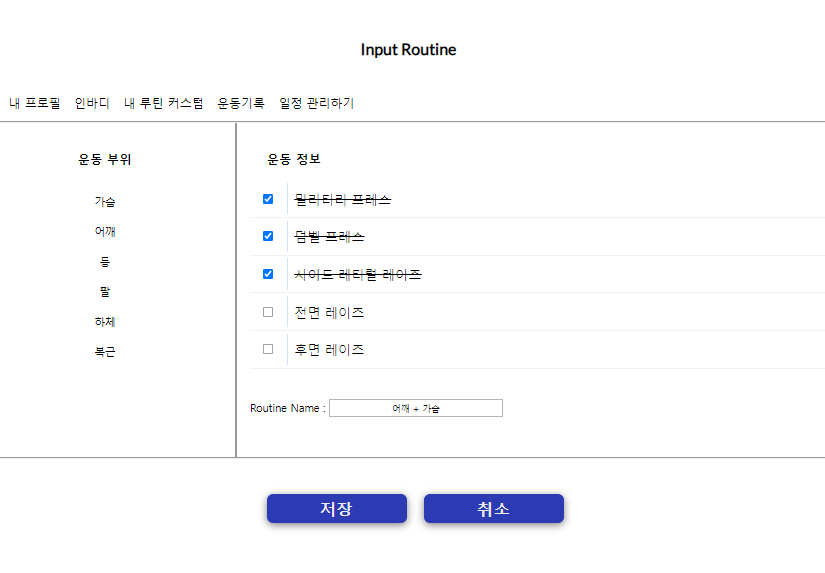 Input Routine
내 프로필 인바디 내 루틴 커스텀 운동기록 일정 관리하기
운동 부위
가슴
어깨
등
팔
하체
복근
운동 정보
밀리터리 프레스
덤벨 프레스
사이드 레터럴 레이즈
전면 레이즈
후면 레이즈
Routine Name : 어깨 + 가슴
저장 취소